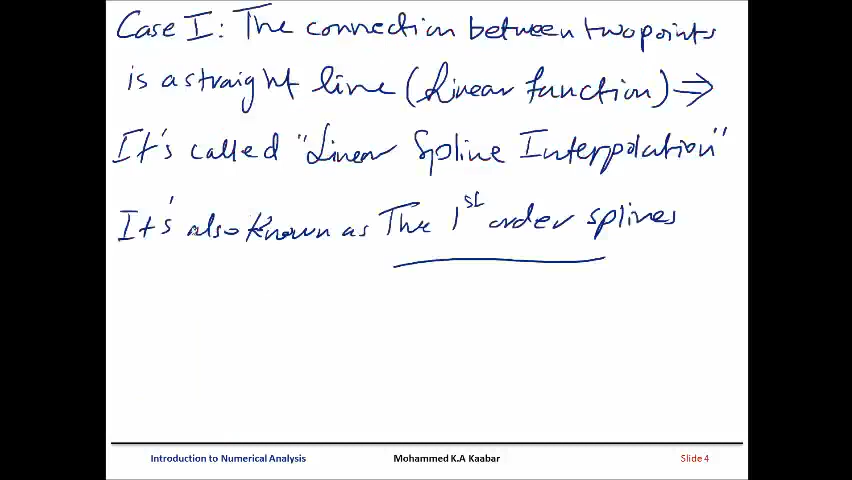 Case I: The connection between two points
is a straight line (Linear function) ⇒
It's called "Linear Spline Interpolation"
It's also known as The 1st order splines
Introduction to Numerical Analysis Mohammed K.A Kaabar Slide 4